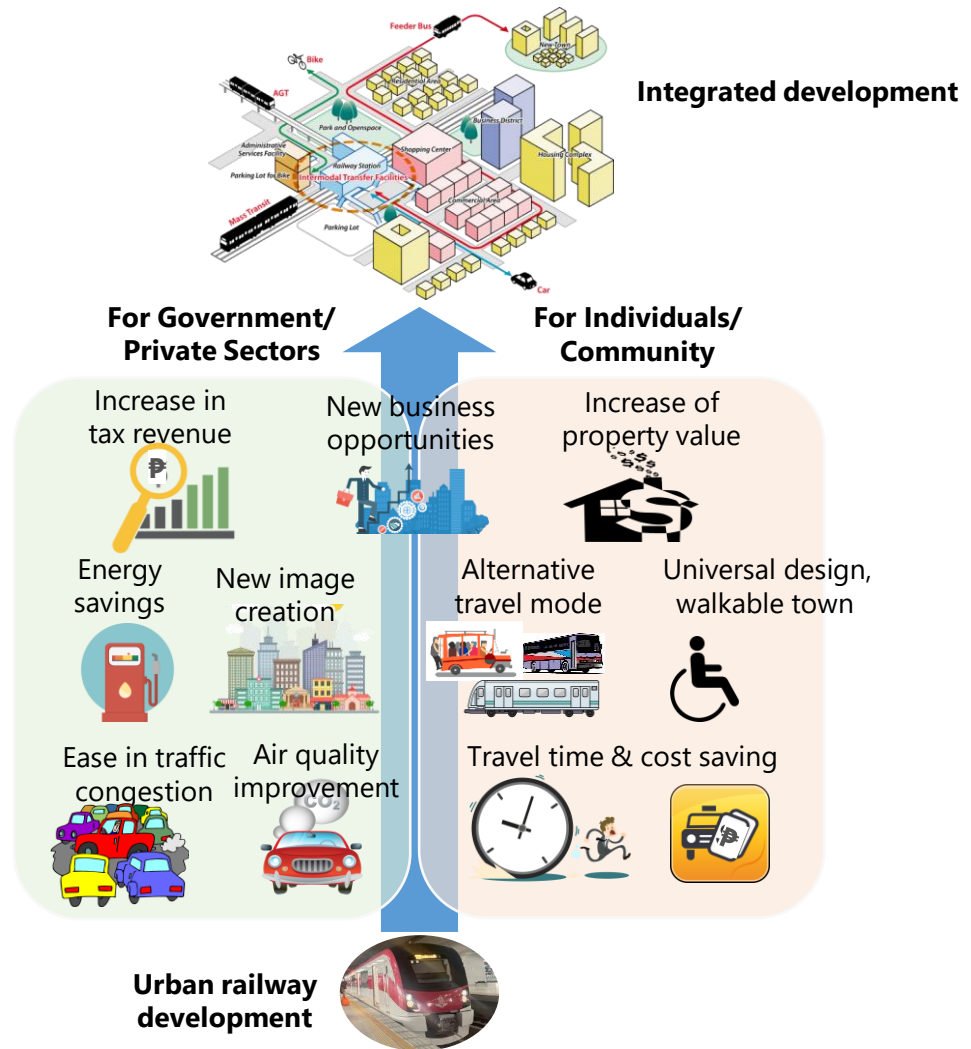 Feeder Bus
New Town
Bike
Residential Area
AGT
Integrated development
Park and Openspace
Business
District
Administrative
Services Facility
Shopping Center
Housing Complex
Railway Station
Parking Lot for Bike
Intermodal Transfer Facilities
Commercial Area
Mass Transit
Parking Lot
Car
For Government/
Private Sectors
For Individuals/
Community
Increase in
tax revenue
New business
opportunities
Increase of
property value
₱
$
Energy
savings
New image
creation
Alternative
travel mode
Universal design,
walkable town
Ease in traffic
congestion
Air quality
improvement
CO2
Travel time & cost saving
₱
Urban railway
development